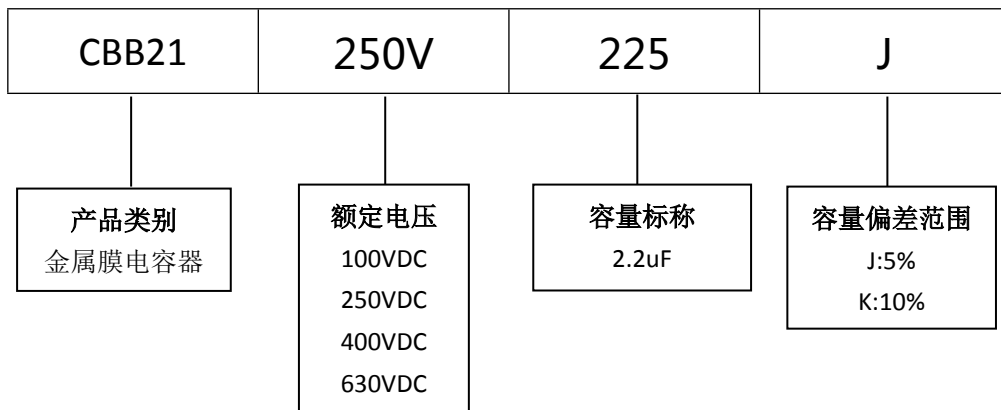 CBB21 250V 225 J
产品类别
金属膜电容器
额定电压
100VDC
250VDC
400VDC
630VDC
容量标称
2.2uF
容量偏差范围
J:5%
K:10%